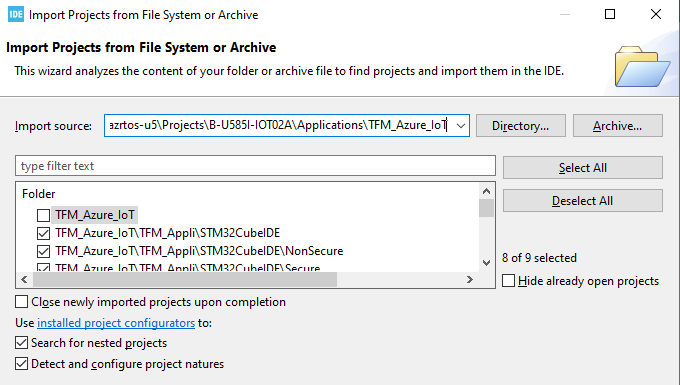 IDE Import Projects from File System or Archive
Import Projects from File System or Archive
This wizard analyzes the content of your folder or archive file to find projects and import them in the IDE.
Import source: azrtos-u5\Projects\B-U585I-IOT02A\Applications\TFM_Azure_IoT Directory... Archive...
type filter text Select All
Folder Deselect All
TFM_Azure_IoT
TFM_Azure_IoT\TFM_Appli\STM32CubeIDE
TFM_Azure_IoT\TFM_Appli\STM32CubeIDE\NonSecure
TFM_Azure_IoT\TFM_Appli\STM32CubeIDE\Secure
8 of 9 selected
Hide already open projects
Close newly imported projects upon completion
Use installed project configurators to:
Search for nested projects
Detect and configure project natures